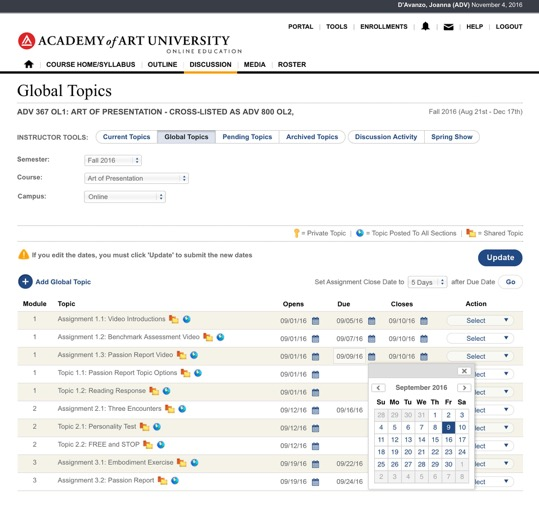 D'Avanzo, Joanna (ADV) November 4, 2016
PORTAL | TOOLS | ENROLLMENTS | | | HELP | LOGOUT
ACADEMY of ART UNIVERSITY
ONLINE EDUCATION
COURSE HOME/SYLLABUS | OUTLINE | DISCUSSION | MEDIA | ROSTER
Global Topics
ADV 367 OL1: ART OF PRESENTATION - CROSS-LISTED AS ADV 800 OL2, Fall 2016 (Aug 21st - Dec 17th)
INSTRUCTOR TOOLS: Current Topics Global Topics Pending Topics Archived Topics Discussion Activity Spring Show
Semester: Fall 2016
Course: Art of Presentation
Campus: Online
= Private Topic | = Topic Posted To All Sections | = Shared Topic
If you edit the dates, you must click 'Update' to submit the new dates Update
Add Global Topic Set Assignment Close Date to 5 Days after Due Date Go
Module Topic Opens Due Closes Action
1 Assignment 1.1: Video Introductions 09/01/16 09/05/16 09/10/16 Select
1 Assignment 1.2: Benchmark Assessment Video 09/01/16 09/07/16 09/10/16 Select
1 Assignment 1.3: Passion Report Video 09/01/16 09/09/16 09/10/16 Select
1 Topic 1.1: Passion Report Topic Options 09/01/16 lect
1 Topic 1.2: Reading Response 09/01/16 lect
2 Assignment 2.1: Three Encounters 09/12/16 09/16/16 lect
2 Topic 2.1: Personality Test 09/12/16 lect
2 Topic 2.2: FREE and STOP 09/12/16 lect
3 Assignment 3.1: Embodiment Exercise 09/19/16 09/22/16 lect
3 Assignment 3.2: Passion Report 09/19/16 09/24/16 lect
September 2016
Su Mo Tu We Th Fr Sa
28 29 30 31 1 2 3
4 5 6 7 8 9 10
11 12 13 14 15 16 17
18 19 20 21 22 23 24
25 26 27 28 29 30 1
2 3 4 5 6 7 8